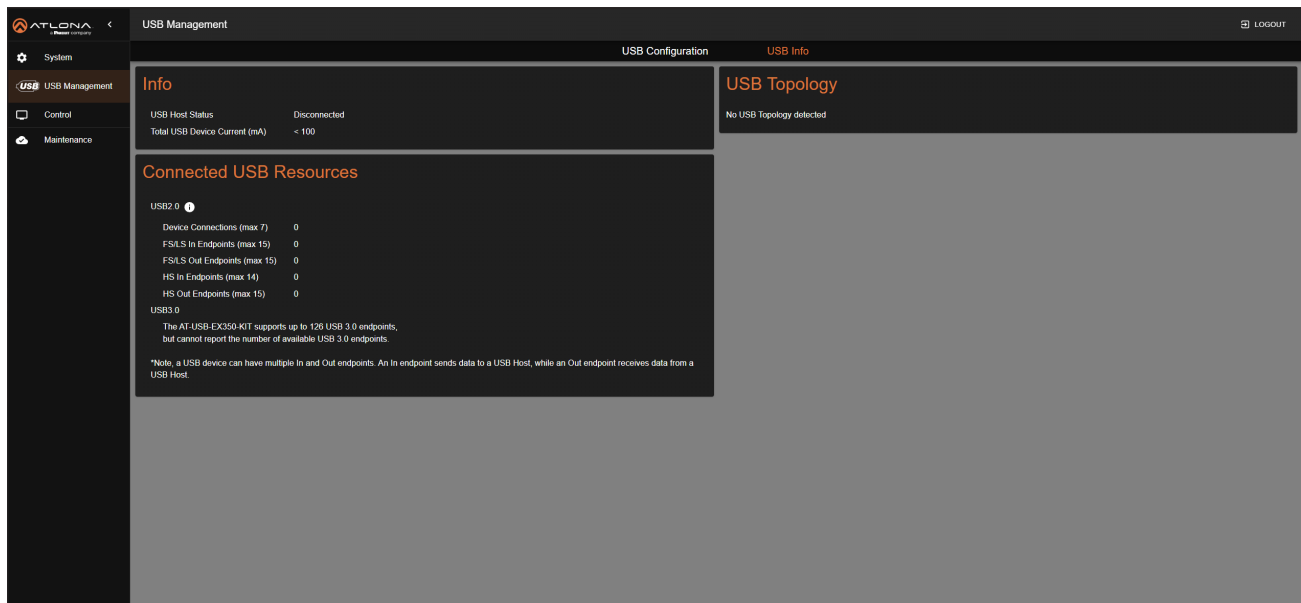 ATLONA
a Panduit company
USB Management
LOGOUT
System
USB USB Management
Control
Maintenance
USB Configuration
USB Info
Info
USB Host Status Disconnected
Total USB Device Current (mA) < 100
USB Topology
No USB Topology detected
Connected USB Resources
USB2.0
Device Connections (max 7) 0
FS/LS In Endpoints (max 15) 0
FS/LS Out Endpoints (max 15) 0
HS In Endpoints (max 14) 0
HS Out Endpoints (max 15) 0
USB3.0
The AT-USB-EX350-KIT supports up to 126 USB 3.0 endpoints,
but cannot report the number of available USB 3.0 endpoints.
*Note, a USB device can have multiple In and Out endpoints. An In endpoint sends data to a USB Host, while an Out endpoint receives data from a
USB Host.